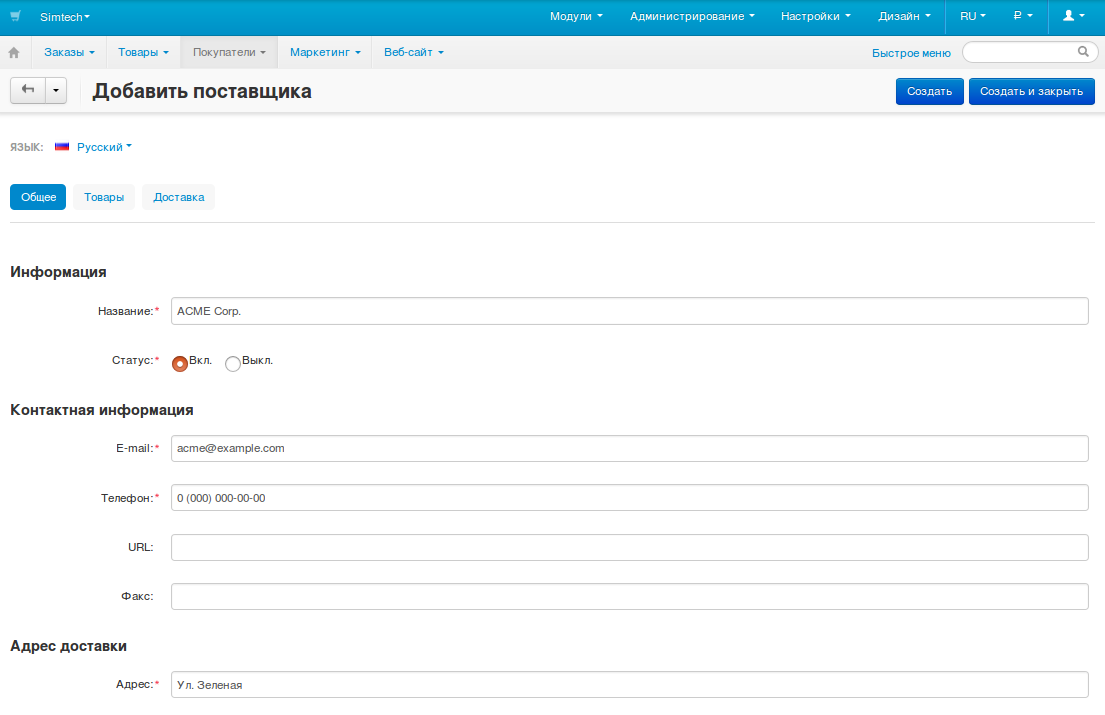 Simtech Модули Администрирование Настройки Дизайн RU ₽
Заказы Товары Покупатели Маркетинг Веб-сайт Быстрое меню
Добавить поставщика Создать Создать и закрыть
ЯЗЫК: Русский
Общее Товары Доставка
Информация
Название:* ACME Corp.
Статус:* Вкл. Выкл.
Контактная информация
E-mail:* acme@example.com
Телефон:* 0 (000) 000-00-00
URL:
Факс:
Адрес доставки
Адрес:* Ул. Зеленая